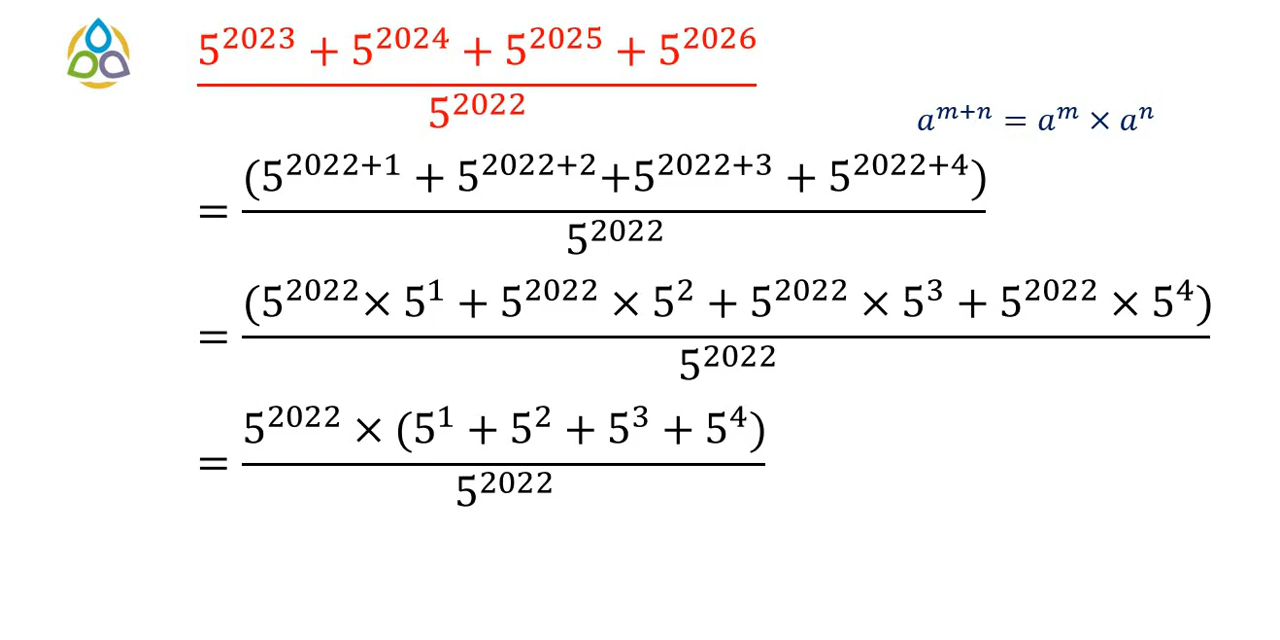 5^2023 + 5^2024 + 5^2025 + 5^2026
5^2022
a^m+n = a^m × a^n
(5^2022+1 + 5^2022+2+5^2022+3 + 5^2022+4)
=
5^2022
(5^2022× 5^1 + 5^2022 × 5^2 + 5^2022 × 5^3 + 5^2022 × 5^4)
=
5^2022
5^2022 × (5^1 + 5^2 + 5^3 + 5^4)
=
5^2022